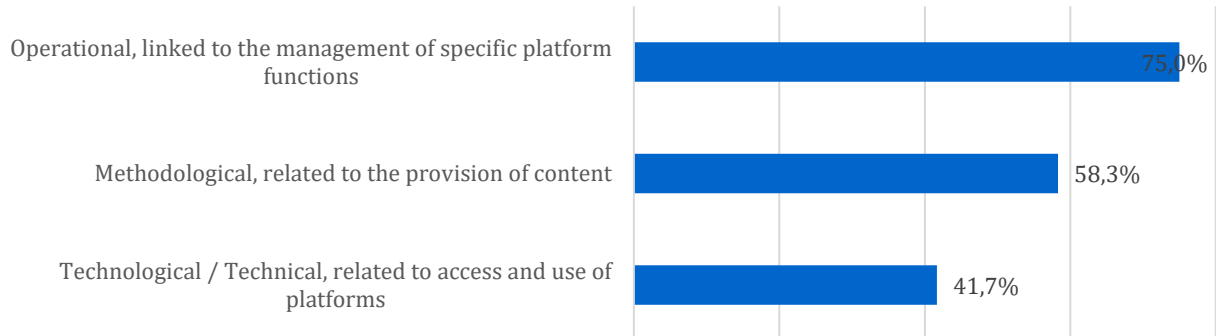 Operational, linked to the management of specific platform
functions
75,0%
Methodological, related to the provision of content
58,3%
Technological / Technical, related to access and use of
platforms
41,7%